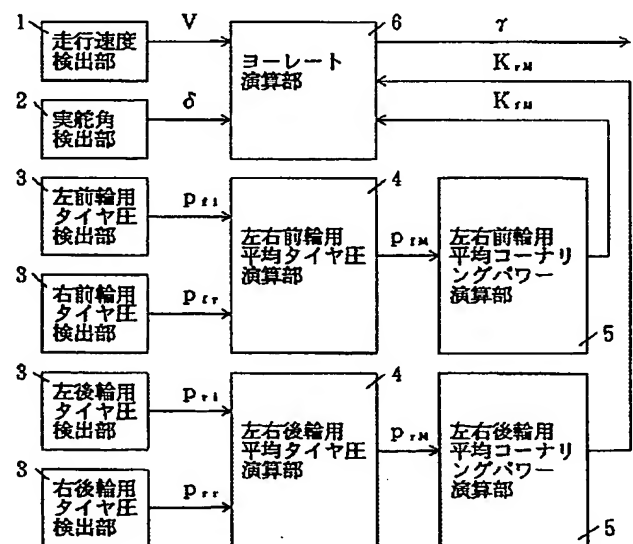 1
走行速度
検出部
V
6
ヨーレート
演算部
γ
K_rM
K_fM
2
実舵角
検出部
δ
3
左前輪用
タイヤ圧
検出部
p_fl
4
左右前輪用
平均タイヤ圧
演算部
p_fM
左右前輪用
平均コーナリ
ングパワー
演算部
5
3
右前輪用
タイヤ圧
検出部
p_fr
3
左後輪用
タイヤ圧
検出部
p_rl
4
左右後輪用
平均タイヤ圧
演算部
p_rM
左右後輪用
平均コーナリ
ングパワー
演算部
5
3
右後輪用
タイヤ圧
検出部
p_rr